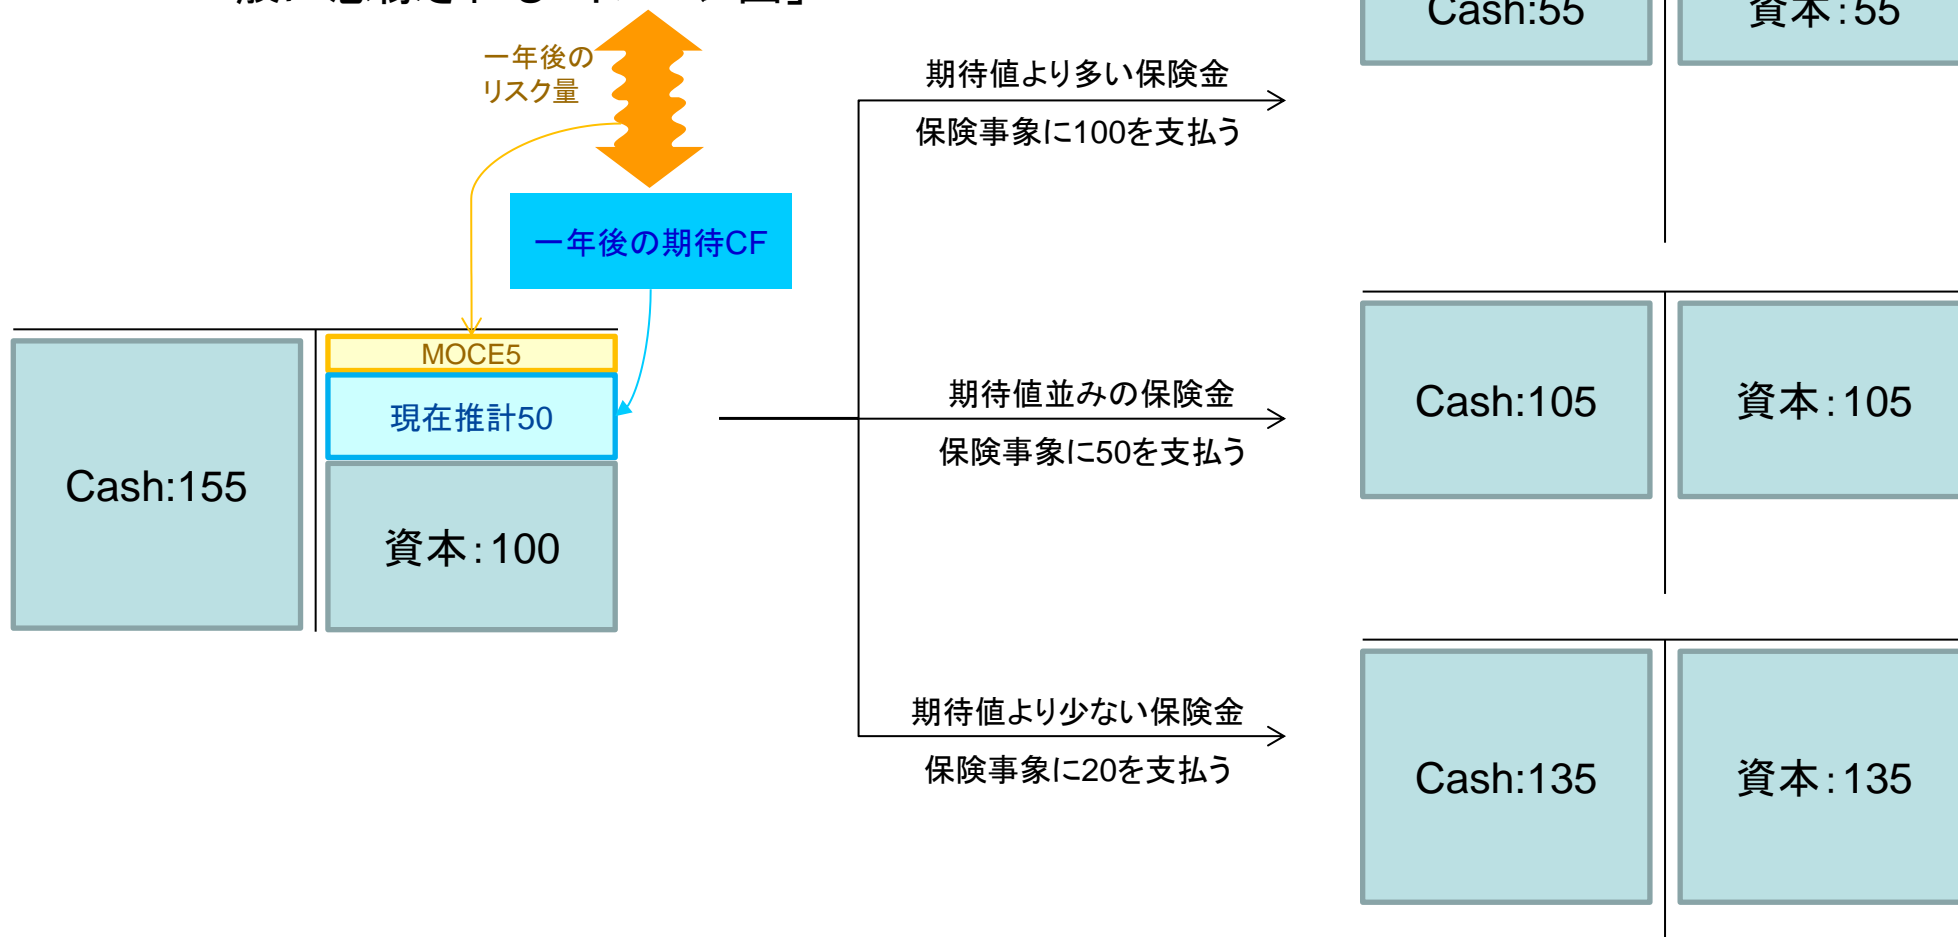 一年後の
リスク量
一年後の期待CF
MOCE5
現在推計50
Cash:155
資本:100
期待値より多い保険金
保険事象に100を支払う
Cash:55
資本:55
期待値並みの保険金
保険事象に50を支払う
Cash:105
資本:105
期待値より少ない保険金
保険事象に20を支払う
Cash:135
資本:135